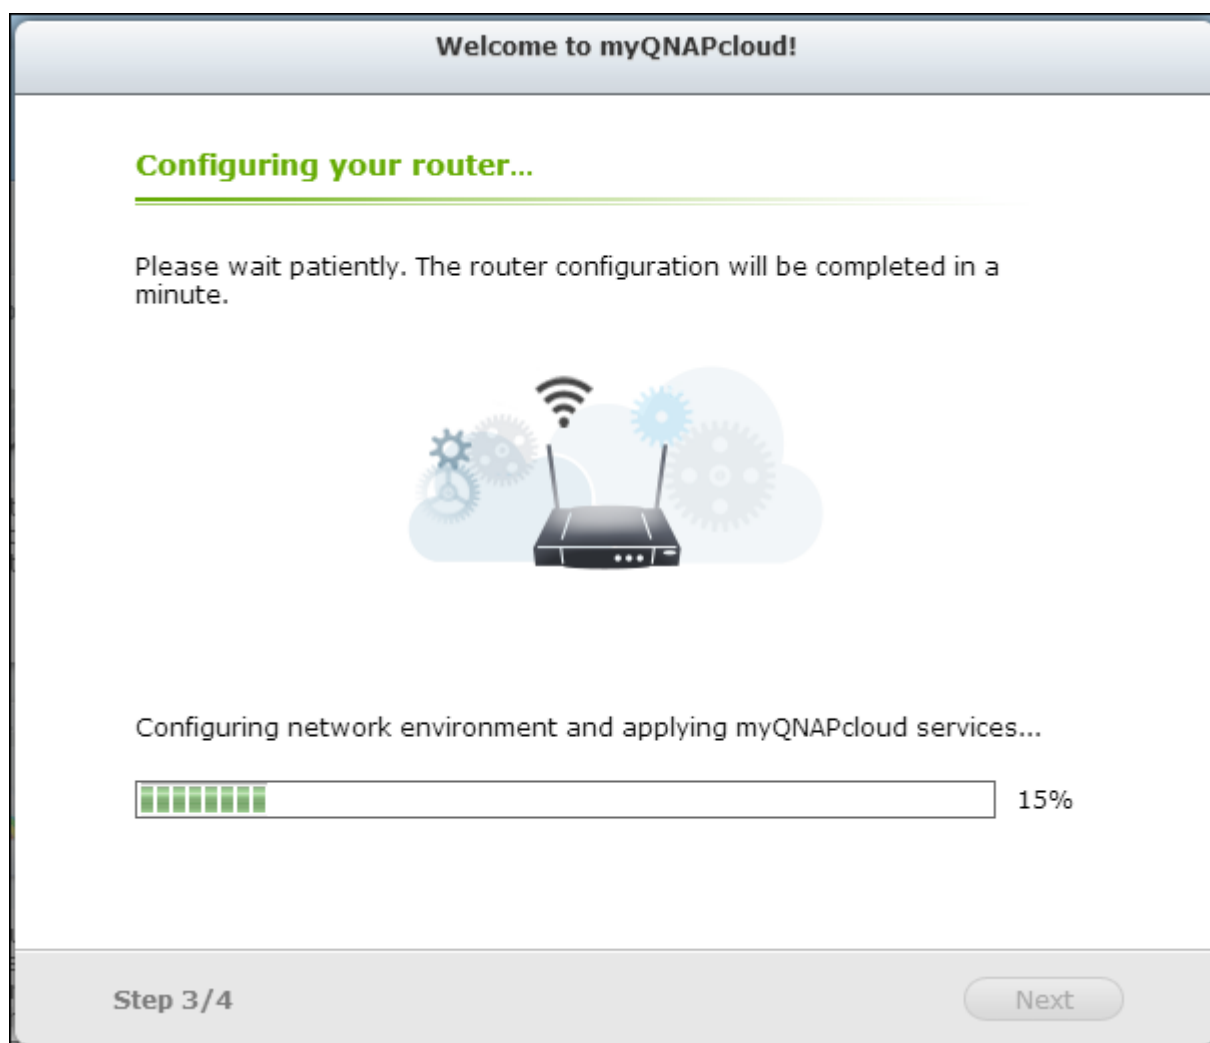 Welcome to myQNAPcloud!
Configuring your router...
Please wait patiently. The router configuration will be completed in a
minute.
Configuring network environment and applying myQNAPcloud services...
15%
Step 3/4
Next